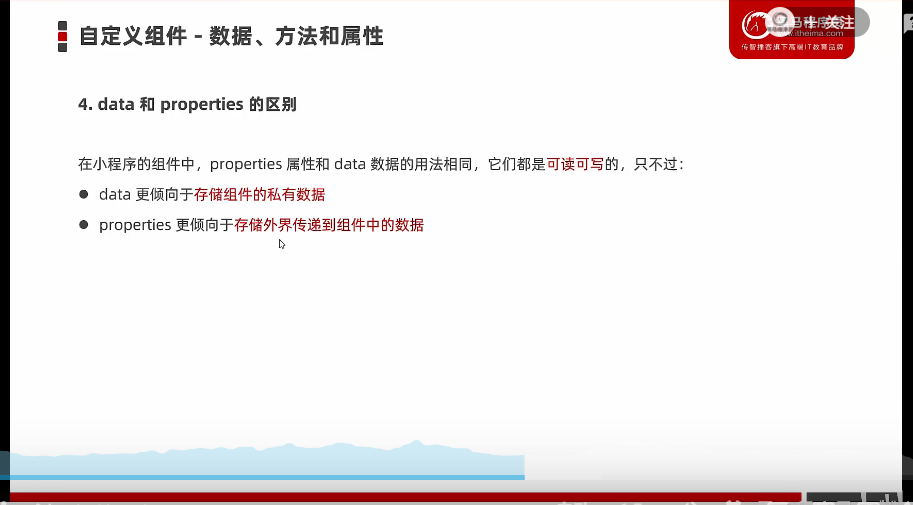 自定义组件 - 数据、方法和属性
+ 关注
传智播客旗下高端IT教育品牌
4. data 和 properties 的区别
在小程序的组件中，properties 属性和 data 数据的用法相同，它们都是可读可写的，只不过：
● data 更倾向于存储组件的私有数据
● properties 更倾向于存储外界传递到组件中的数据